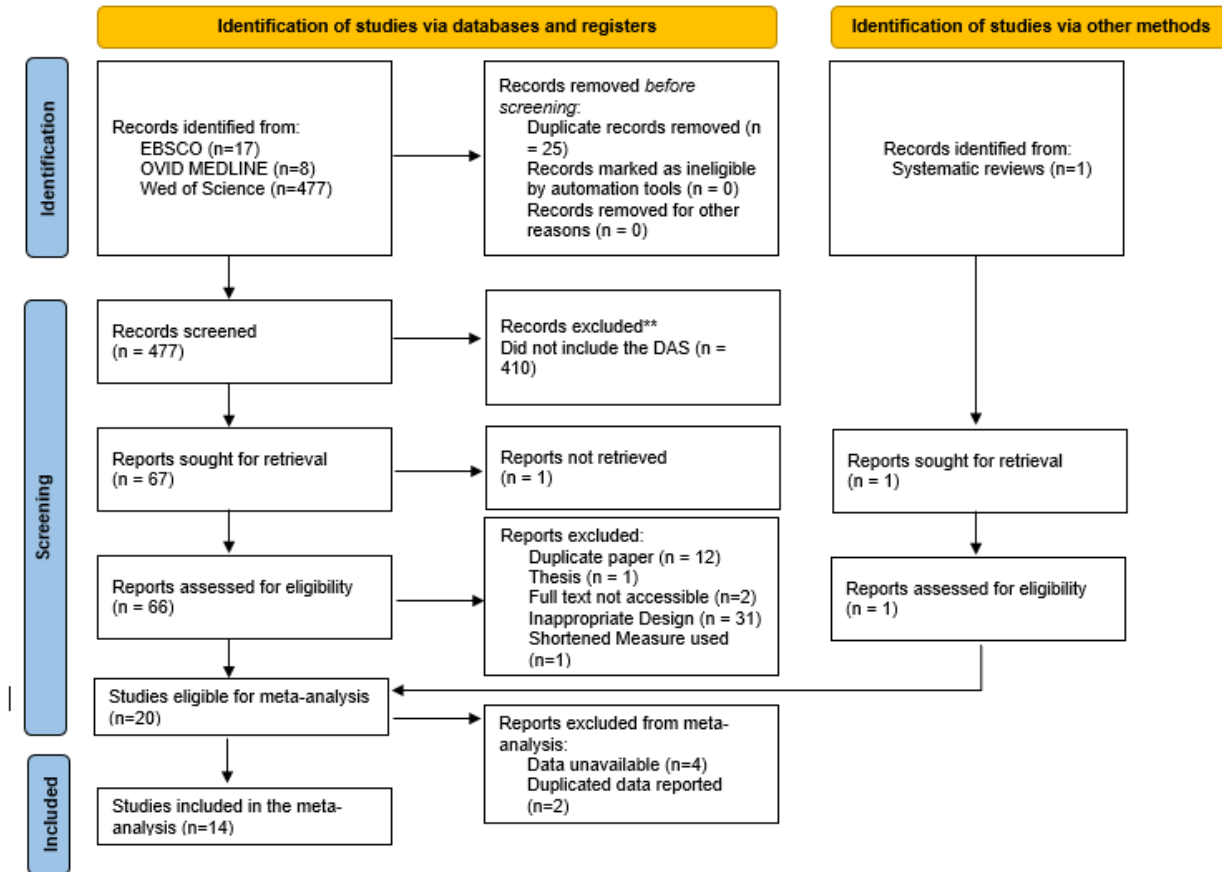 Identification of studies via databases and registers
Identification of studies via other methods
Identification
Records identified from:
EBSCO (n=17)
OVID MEDLINE (n=8)
Wed of Science (n=477)
Records removed before
screening:
Duplicate records removed (n
= 25)
Records marked as ineligible
by automation tools (n = 0)
Records removed for other
reasons (n = 0)
Records identified from:
Systematic reviews (n=1)
Screening
Records screened
(n = 477)
Records excluded**
Did not include the DAS (n =
410)
Reports sought for retrieval
(n = 67)
Reports not retrieved
(n = 1)
Reports sought for retrieval
(n = 1)
Reports assessed for eligibility
(n = 66)
Reports excluded:
Duplicate paper (n = 12)
Thesis (n = 1)
Full text not accessible (n=2)
Inappropriate Design (n = 31)
Shortened Measure used
(n=1)
Reports assessed for eligibility
(n = 1)
Studies eligible for meta-analysis
(n=20)
Reports excluded from meta-
analysis:
Data unavailable (n=4)
Duplicated data reported
(n=2)
Included
Studies included in the meta-
analysis (n=14)